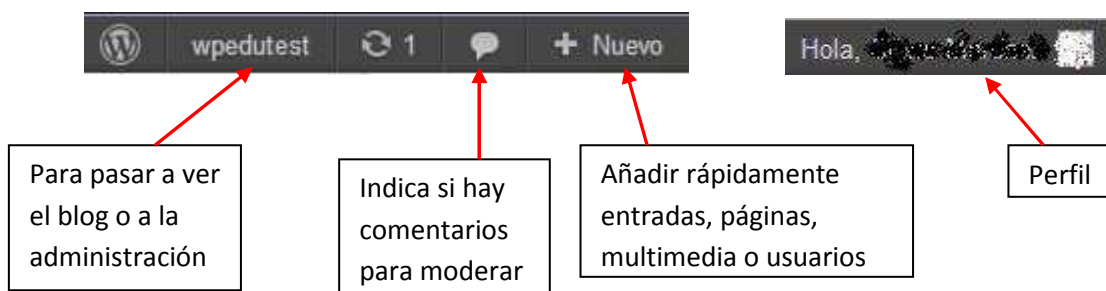 wpedutest 1 + Nuevo
Hola,
Para pasar a ver
el blog o a la
administración
Indica si hay
comentarios
para moderar
Añadir rápidamente
entradas, páginas,
multimedia o usuarios
Perfil